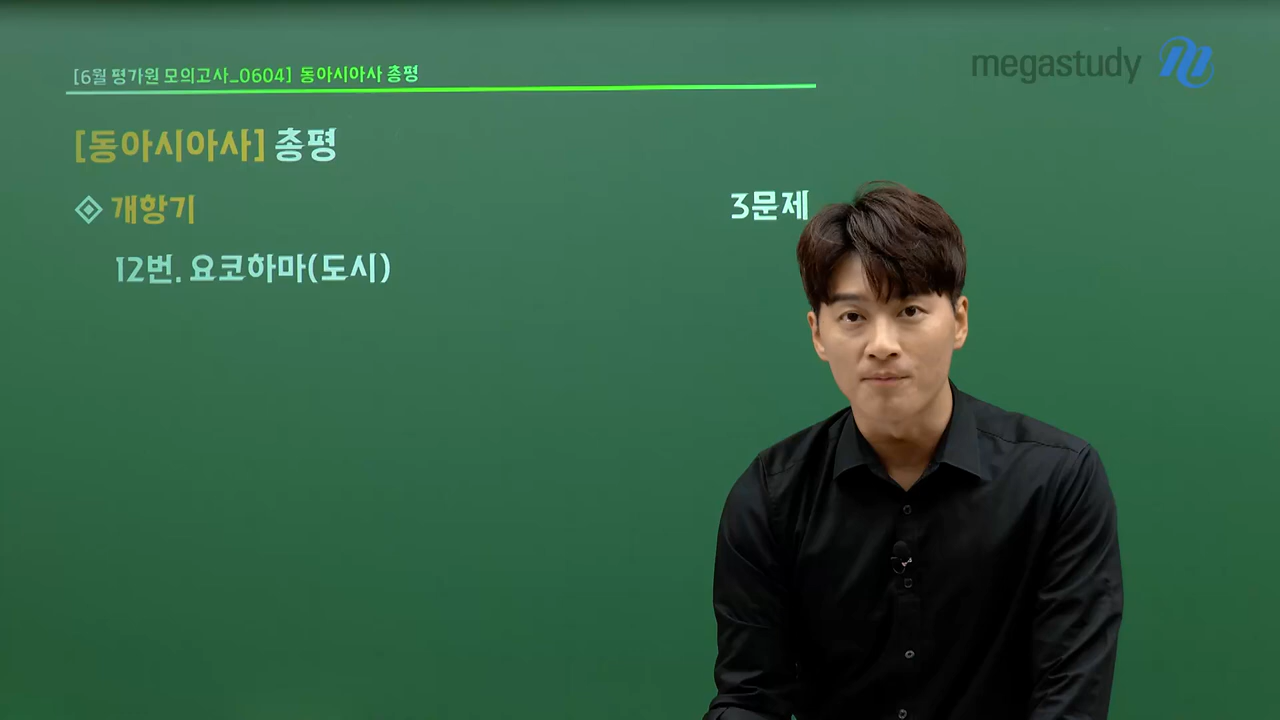 [6월 평가원 모의고사_0604] 동아시아사 총평
megastudy
[동아시아사] 총평
개항기 3문제
12번. 요코하마(도시)